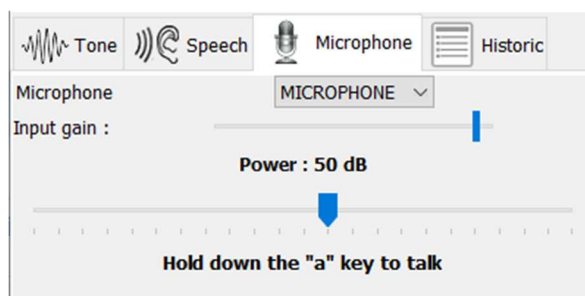 Tone Speech Microphone Historic
Microphone MICROPHONE
Input gain :
Power : 50 dB
Hold down the "a" key to talk